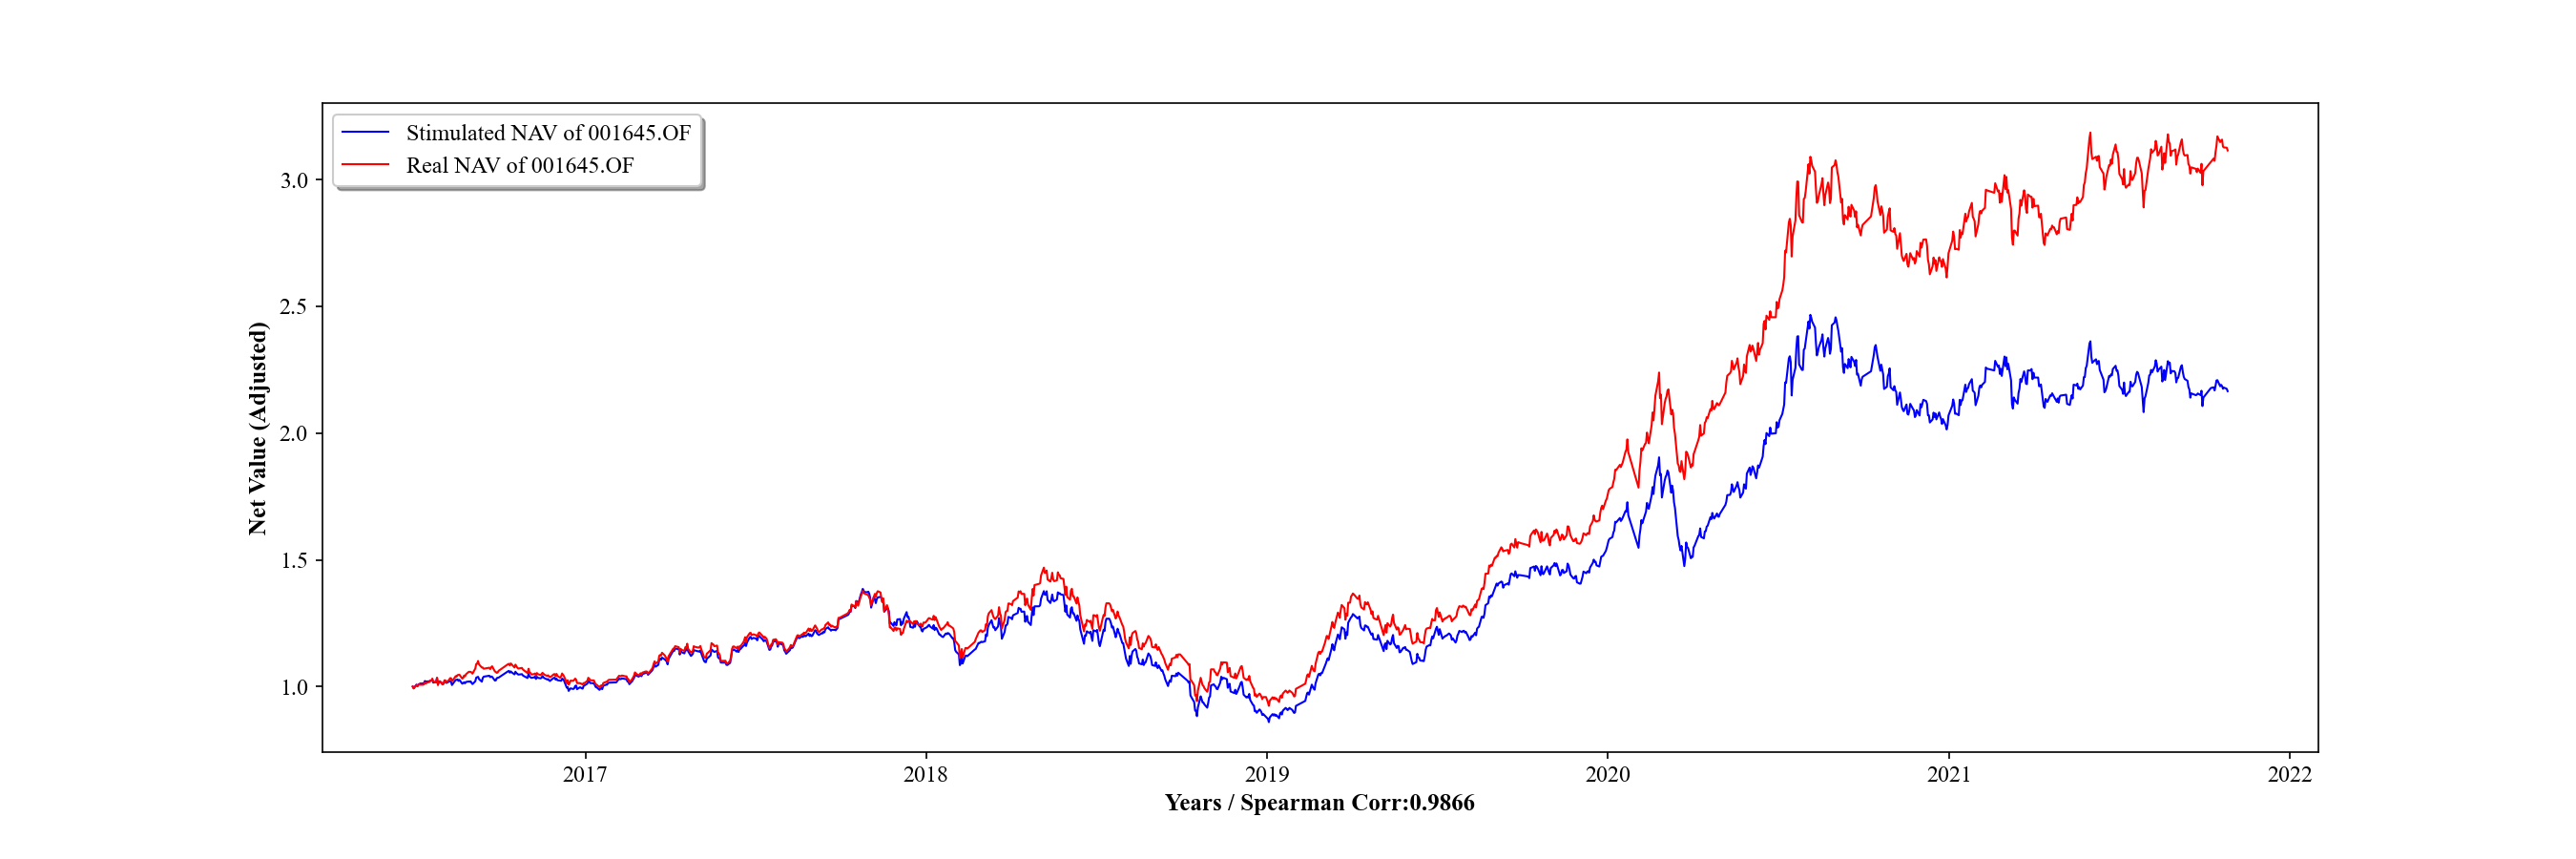 Stimulated NAV of 001645.OF
Real NAV of 001645.OF
3.0
2.5
2.0
1.5
1.0
Net Value (Adjusted)
2017 2018 2019 2020 2021 2022
Years / Spearman Corr:0.9866